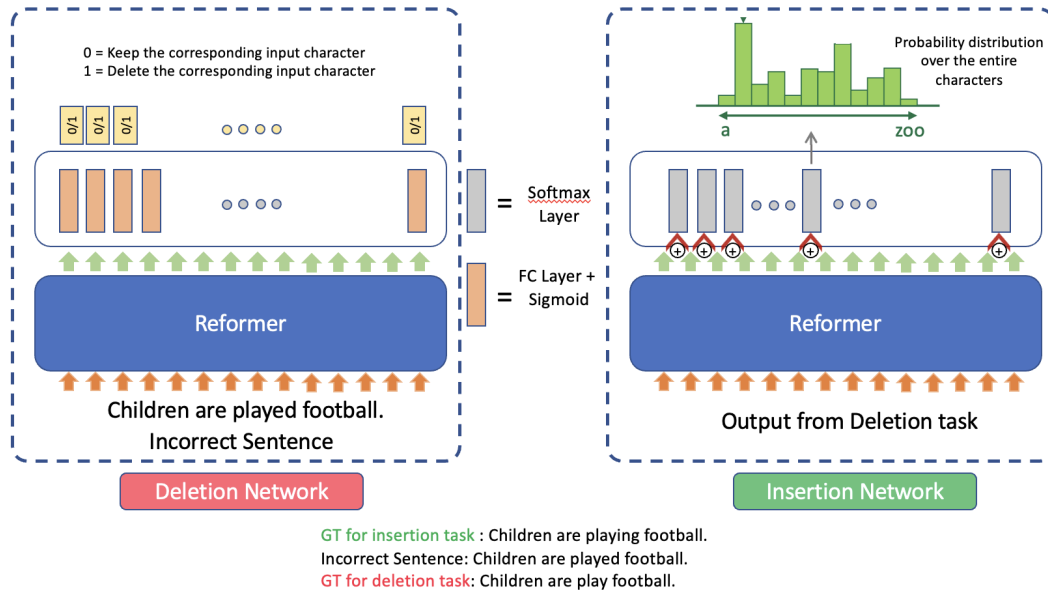 0 = Keep the corresponding input character
1 = Delete the corresponding input character
0/1
0/1
0/1
0/1
Reformer
Children are played football.
Incorrect Sentence
Deletion Network
= Softmax
Layer
= FC Layer +
Sigmoid
Probability distribution
over the entire
characters
a
zoo
+
+
+
+
+
Reformer
Output from Deletion task
Insertion Network
GT for insertion task : Children are playing football.
Incorrect Sentence: Children are played football.
GT for deletion task: Children are play football.